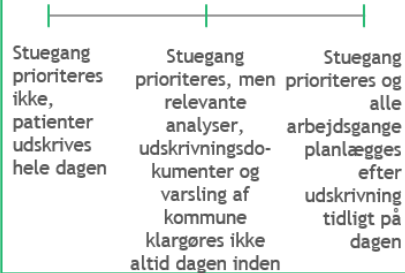 Stuegang
prioriteres
ikke,
patienter
udskrives
hele dagen
Stuegang
prioriteres, men
relevante
analyser,
udskrivningsdo-
kumenter og
varsling af
kommune
klargøres ikke
altid dagen inden
Stuegang
prioriteres og
alle
arbejdsgange
planlægges
efter
udskrivning
tidligt på
dagen